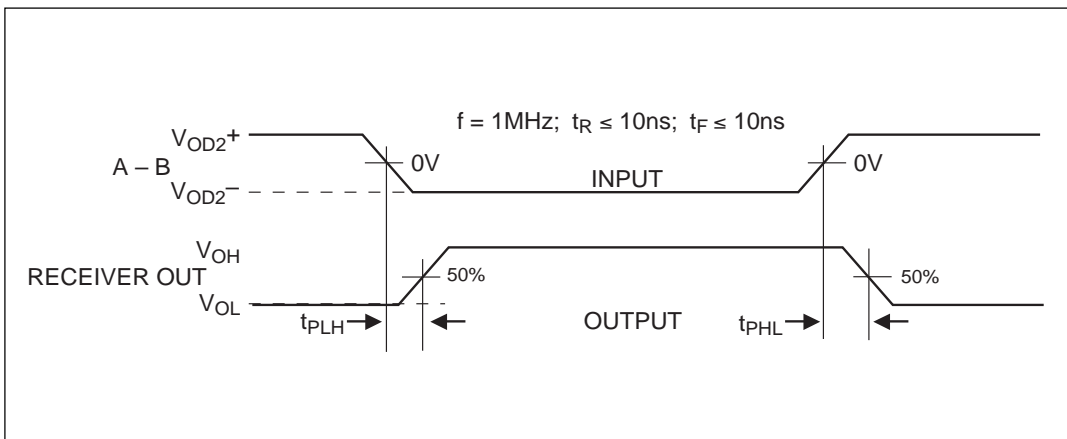 f = 1MHz; tR ≤ 10ns; tF ≤ 10ns
VOD2+
A – B
0V
0V
VOD2–
INPUT
VOH
RECEIVER OUT
50%
50%
VOL
tPLH
OUTPUT
tPHL